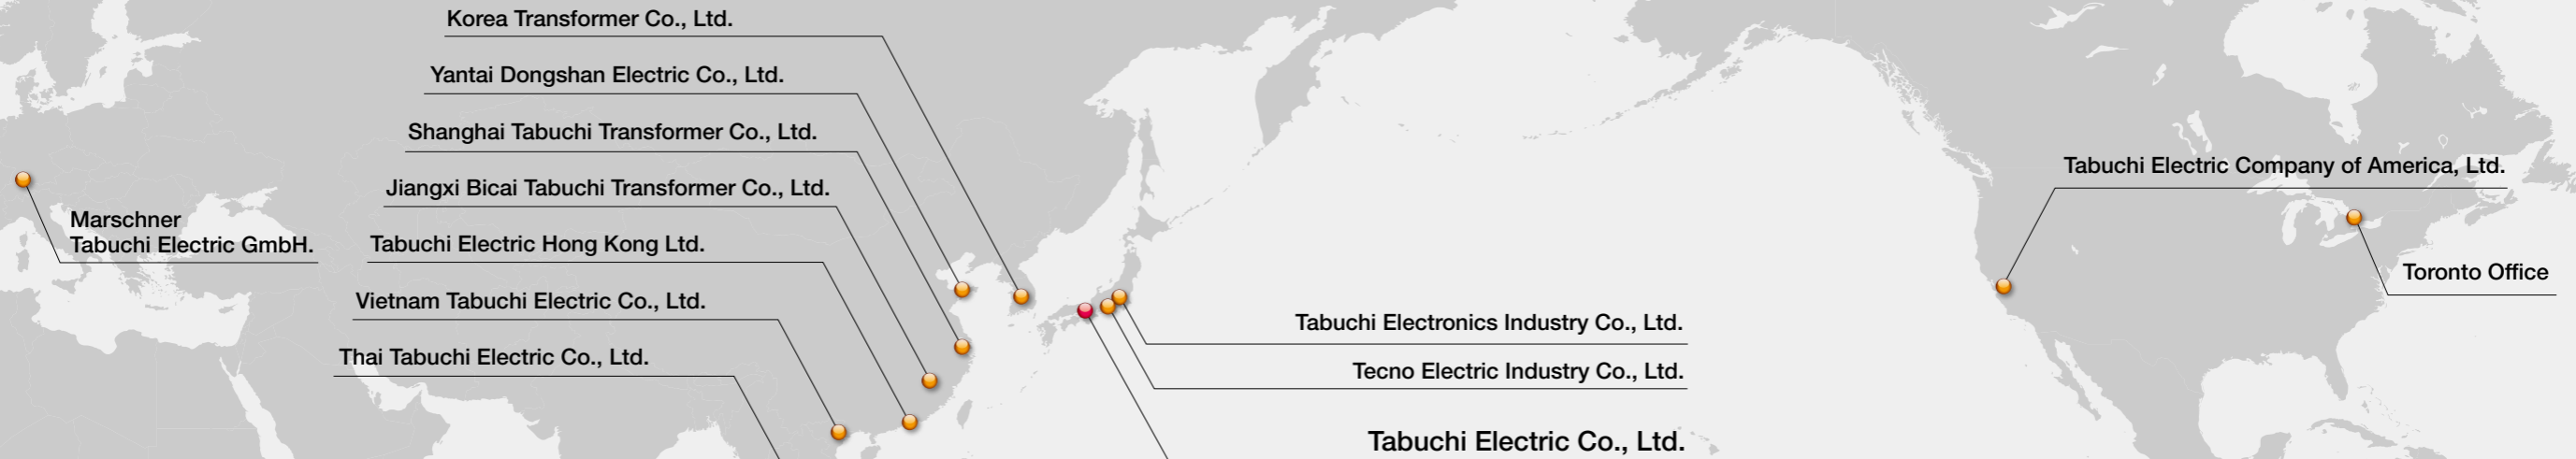 Korea Transformer Co., Ltd.
Yantai Dongshan Electric Co., Ltd.
Shanghai Tabuchi Transformer Co., Ltd.
Jiangxi Bicai Tabuchi Transformer Co., Ltd.
Tabuchi Electric Hong Kong Ltd.
Vietnam Tabuchi Electric Co., Ltd.
Thai Tabuchi Electric Co., Ltd.
Marschner
Tabuchi Electric GmbH.
Tabuchi Electronics Industry Co., Ltd.
Tecno Electric Industry Co., Ltd.
Tabuchi Electric Co., Ltd.
Tabuchi Electric Company of America, Ltd.
Toronto Office